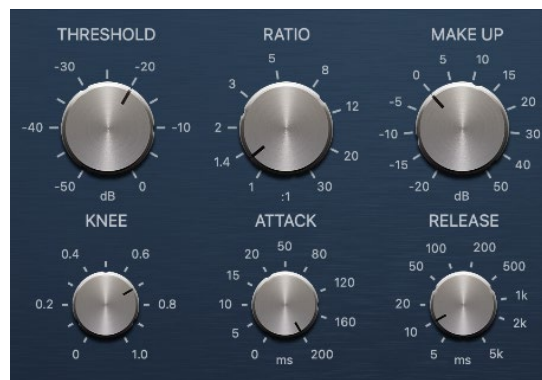 THRESHOLD
-30 -20
-40 -10
-50 0
dB
RATIO
5
3 8
12
2
1.4 20
1 30
:1
MAKE UP
5 10
0 15
-5 20
-10 30
-15 40
-20 50
dB
KNEE
0.4 0.6
0.2 0.8
0 1.0
ATTACK
50
20 80
15 120
10
5 160
0 200
ms
RELEASE
100 200
50 500
20 1k
10 2k
5 5k
ms